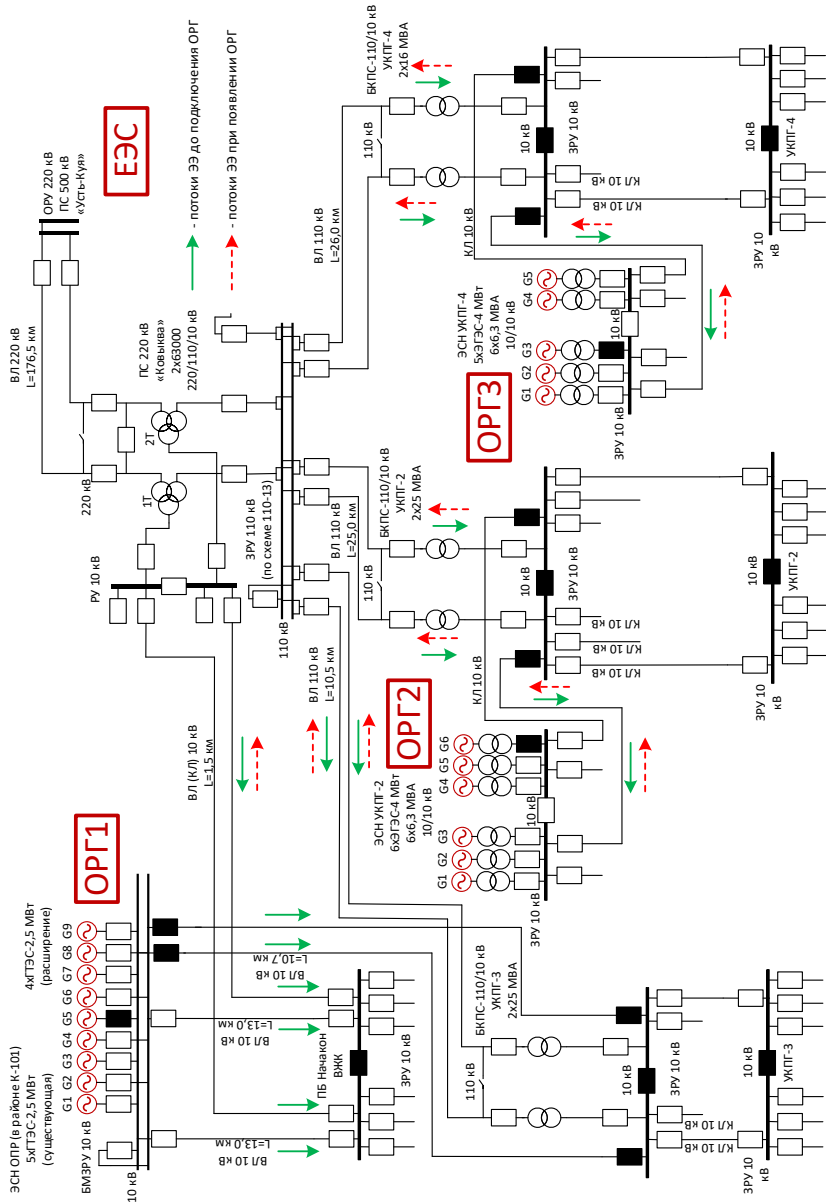 ЭСН ОПР (в районе К-101)
5хГТЭС-2,5 МВт
(существующая)
4хГТЭС-2,5 МВт
(расширение)
ОРГ1
БМЗРУ 10 кВ
10 кВ
G1
G2
G3
G4
G5
G6
G7
G8
G9
ВЛ 10 кВ
L=13,0 км
ВЛ 10 кВ
L=13,0 км
ВЛ 10 кВ
L=10,7 км
ПБ Начакон
ВЖК
ЗРУ 10 кВ
ВЛ (КЛ) 10 кВ
L=1,5 км
РУ 10 кВ
ВЛ 220 кВ
L=176,5 км
ОРУ 220 кВ
ПС 500 кВ
«Усть-Куя»
ЕЭС
- потоки ЭЭ до подключения ОРГ
- потоки ЭЭ при появлении ОРГ
220 кВ
1Т
2Т
ПС 220 кВ
«Ковыква»
2х63000
220/110/10 кВ
ЗРУ 110 кВ
(по схеме 110-13)
110 кВ
ВЛ 110 кВ
L=10,5 км
ВЛ 110 кВ
L=25,0 км
ВЛ 110 кВ
L=26,0 км
БКПС-110/10 кВ
УКПГ-3
2х25 МВА
110 кВ
10 кВ
ЗРУ 10 кВ
КЛ 10 кВ
КЛ 10 кВ
ЗРУ 10
кВ
10 кВ
УКПГ-3
ОРГ2
ЭСН УКПГ-2
6хЭГЭС-4 МВт
6х6,3 МВА
10/10 кВ
G1
G2
G3
G4
G5
G6
10 кВ
ЗРУ 10 кВ
КЛ 10 кВ
БКПС-110/10 кВ
УКПГ-2
2х25 МВА
110 кВ
10 кВ
ЗРУ 10 кВ
КЛ 10 кВ
КЛ 10 кВ
ЗРУ 10
кВ
10 кВ
УКПГ-2
ОРГ3
ЭСН УКПГ-4
5хЭГЭС-4 МВт
6х6,3 МВА
10/10 кВ
G1
G2
G3
G4
G5
10 кВ
ЗРУ 10 кВ
КЛ 10 кВ
БКПС-110/10 кВ
УКПГ-4
2х16 МВА
110 кВ
10 кВ
ЗРУ 10 кВ
КЛ 10 кВ
КЛ 10 кВ
ЗРУ 10
кВ
10 кВ
УКПГ-4